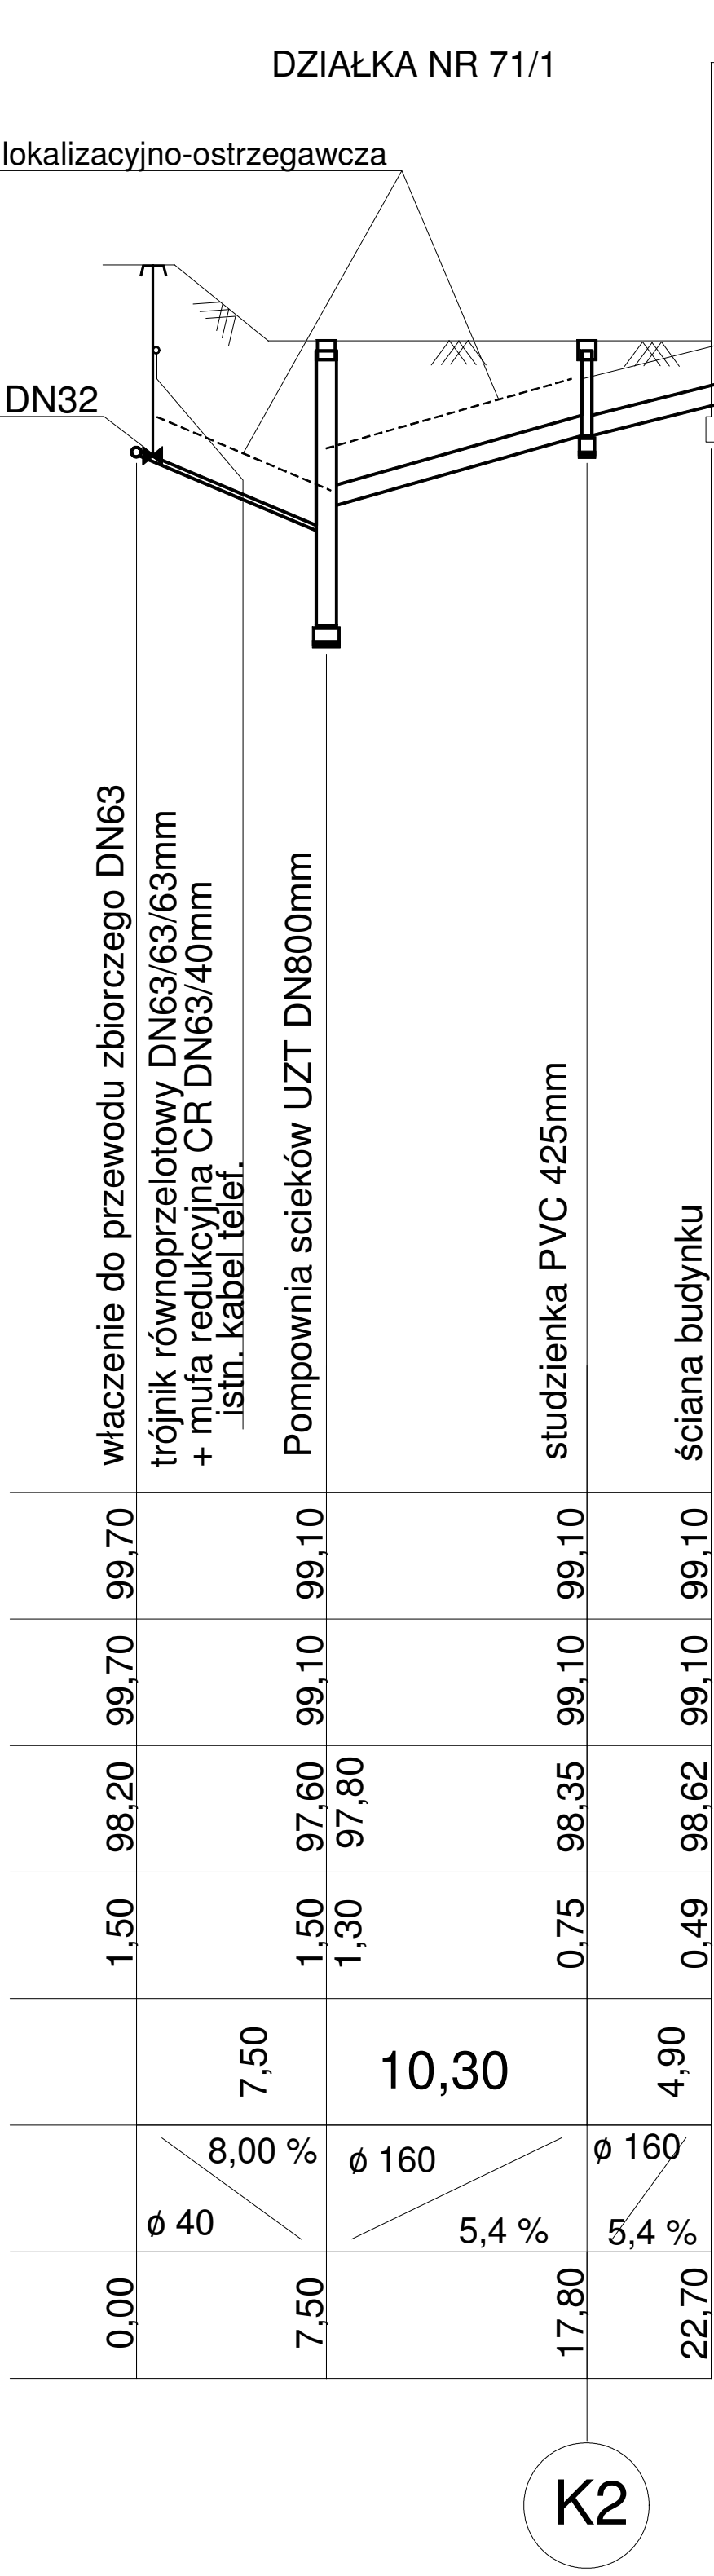 DZIAŁKA NR 71/1
lokalizacyjno-ostrzegawcza
DN32
właczenie do przewodu zbiorczego DN63
trójnik równoprzelotowy DN63/63/63mm
+ mufa redukcyjna CR DN63/40mm
istn. kabel telef.
Pompownia scieków UZT DN800mm
studzienka PVC 425mm
ściana budynku
99,70 99,10 99,10 99,10
99,70 99,10 99,10 99,10
98,20 97,60 97,80 98,35 98,62
1,50 1,50 1,30 0,75 0,49
7,50 10,30 4,90
8,00 % ø 160 ø 160
ø 40 5,4 % 5,4 %
0,00 7,50 17,80 22,70
K2